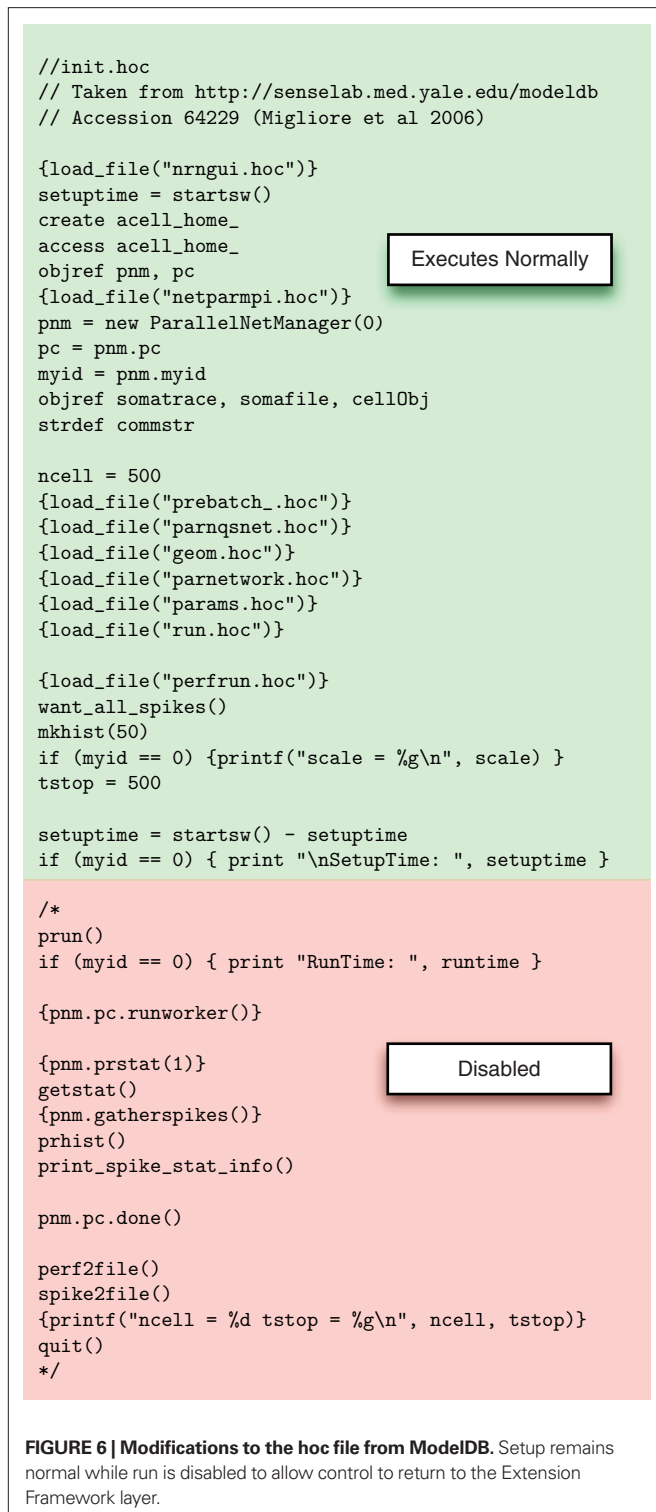 //init.hoc
// Taken from http://senselab.med.yale.edu/modeldb
// Accession 64229 (Migliore et al 2006)
{load_file("nrngui.hoc")}
setuptime = startsw()
create acell_home_
access acell_home_
objref pnm, pc
Executes Normally
{load_file("netparmpi.hoc")}
pnm = new ParallelNetManager(0)
pc = pnm.pc
myid = pnm.myid
objref somatrace, somafile, cellObj
strdef commstr
ncell = 500
{load_file("prebatch_.hoc")}
{load_file("parnqsnet.hoc")}
{load_file("geom.hoc")}
{load_file("parnetwork.hoc")}
{load_file("params.hoc")}
{load_file("run.hoc")}
{load_file("perfrun.hoc")}
want_all_spikes()
mkhist(50)
if (myid == 0) {printf("scale = %g\n", scale) }
tstop = 500
setuptime = startsw() - setuptime
if (myid == 0) { print "\nSetupTime: ", setuptime }
/*
prun()
if (myid == 0) { print "RunTime: ", runtime }
{pnm.pc.runworker()}
{pnm.prstat(1)}
Disabled
getstat()
{pnm.gatherspikes()}
prhist()
print_spike_stat_info()
pnm.pc.done()
perf2file()
spike2file()
{printf("ncell = %d tstop = %g\n", ncell, tstop)}
quit()
*/
FIGURE 6 | Modifications to the hoc file from ModelDB. Setup remains
normal while run is disabled to allow control to return to the Extension
Framework layer.